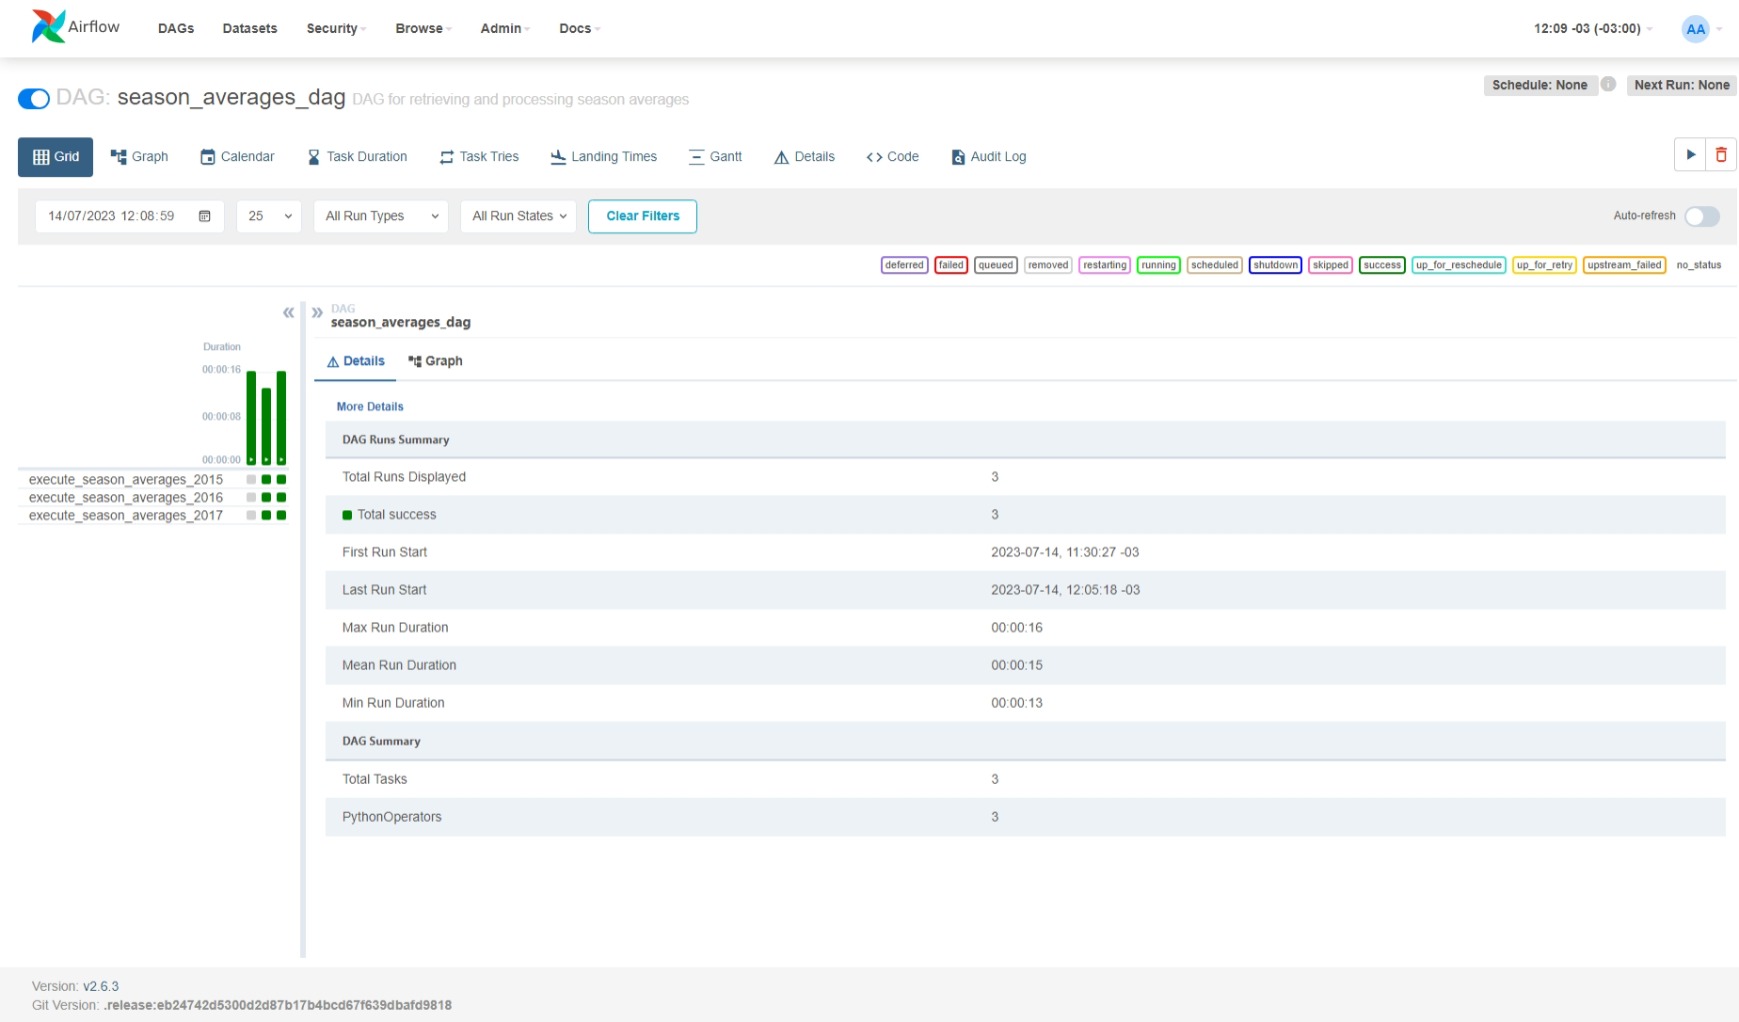 Airflow
DAGs Datasets Security Browse Admin Docs 12:09 -03 (-03:00) AA
DAG: season_averages_dag DAG for retrieving and processing season averages Schedule: None Next Run: None
Grid Graph Calendar Task Duration Task Tries Landing Times Gantt Details Code Audit Log
14/07/2023 12:08:59 25 All Run Types All Run States Clear Filters Auto-refresh
deferred failed queued removed restarting running scheduled shutdown skipped success up_for_reschedule up_for_retry upstream_failed no_status
DAG
season_averages_dag
Duration
00:00:16
00:00:08
00:00:00
execute_season_averages_2015
execute_season_averages_2016
execute_season_averages_2017
Details Graph
More Details
DAG Runs Summary
Total Runs Displayed 3
Total success 3
First Run Start 2023-07-14, 11:30:27 -03
Last Run Start 2023-07-14, 12:05:18 -03
Max Run Duration 00:00:16
Mean Run Duration 00:00:15
Min Run Duration 00:00:13
DAG Summary
Total Tasks 3
PythonOperators 3
Version: v2.6.3
Git Version: .release:eb24742d5300d2d87b17b4bcd67f639dbafd9818